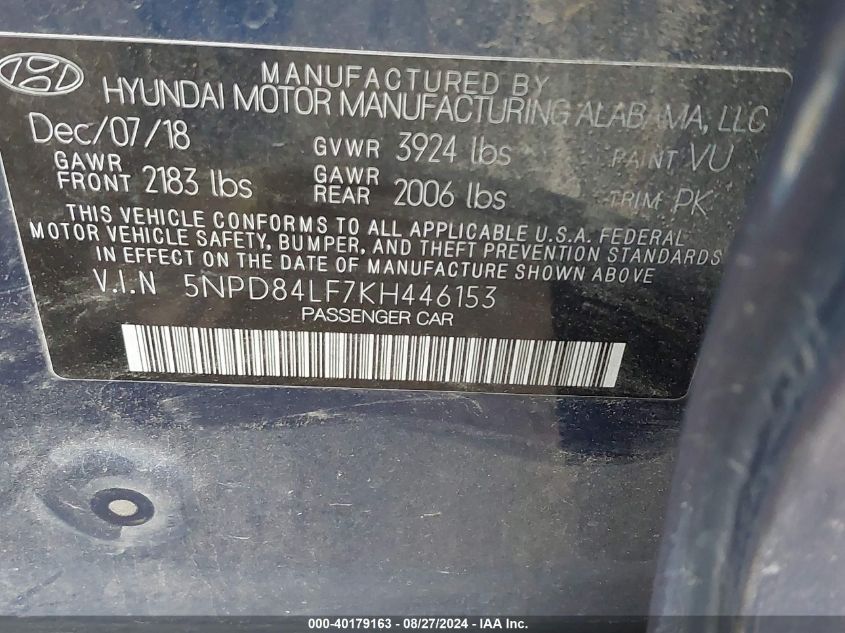 MANUFACTURED BY
HYUNDAI MOTOR MANUFACTURING ALABAMA, LLC
Dec/07/18 GVWR 3924 lbs PAINT VU
GAWR FRONT 2183 lbs GAWR REAR 2006 lbs TRIM PK
THIS VEHICLE CONFORMS TO ALL APPLICABLE U.S.A. FEDERAL
MOTOR VEHICLE SAFETY, BUMPER, AND THEFT PREVENTION STANDARDS
IN EFFECT ON THE DATE OF MANUFACTURE SHOWN ABOVE
V.I.N 5NPD84LF7KH446153
PASSENGER CAR
000-40179163 — 08/27/2024 — IAA Inc.